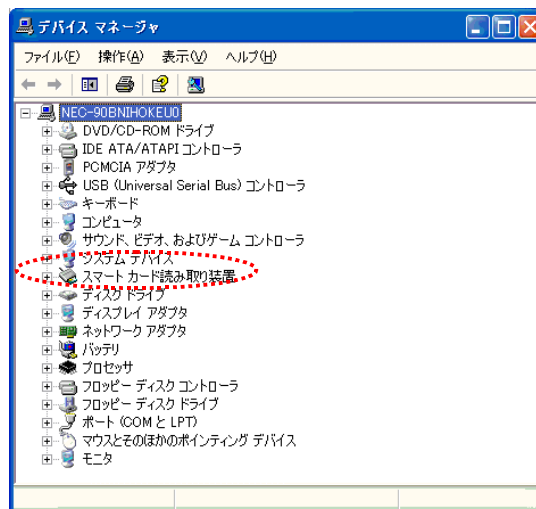 デバイス マネージャ
ファイル(F) 操作(A) 表示(V) ヘルプ(H)
NEC-90BNIHOKEU0
DVD/CD-ROM ドライブ
IDE ATA/ATAPI コントローラ
PCMCIA アダプタ
USB (Universal Serial Bus) コントローラ
キーボード
コンピュータ
サウンド、ビデオ、およびゲーム コントローラ
システム デバイス
スマート カード読み取り装置
ディスク ドライブ
ディスプレイ アダプタ
ネットワーク アダプタ
バッテリ
プロセッサ
フロッピー ディスク コントローラ
フロッピー ディスク ドライブ
ポート (COM と LPT)
マウスとそのほかのポインティング デバイス
モニタ